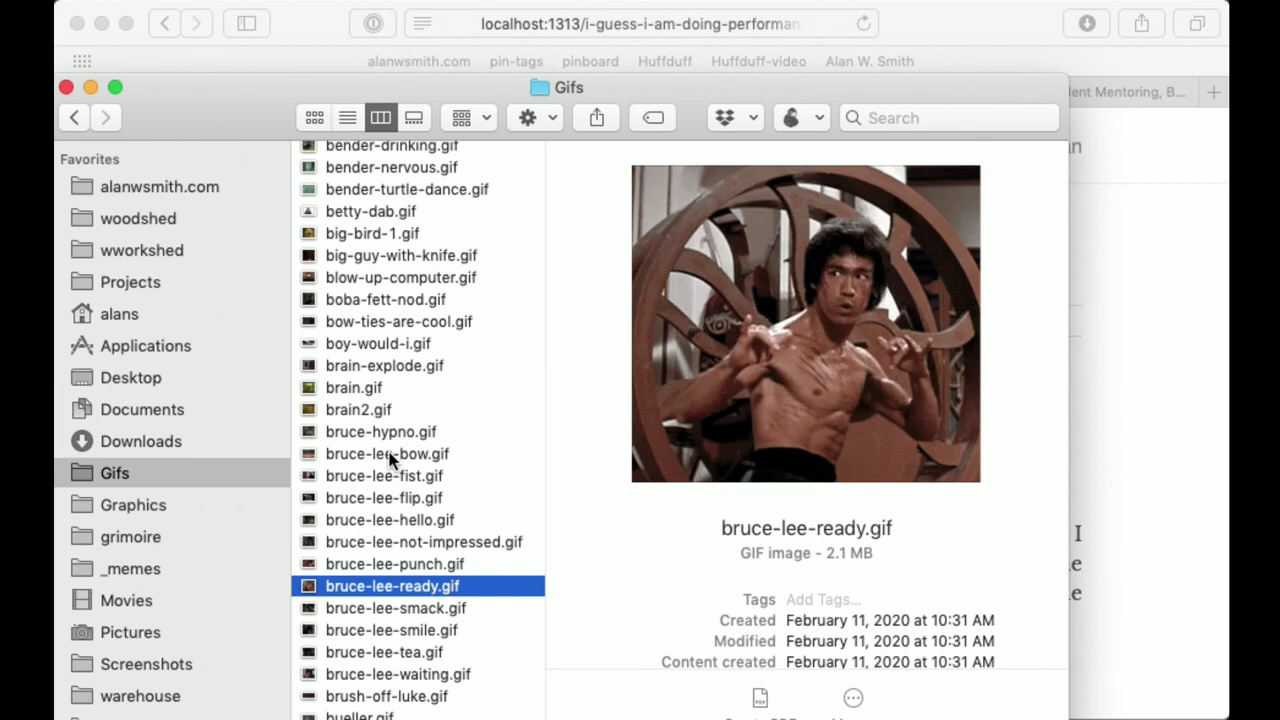 localhost:1313/i-guess-i-am-doing-performan
alanwsmith.com pin-tags pinboard Huffduff Huffduff-video Alan W. Smith
Gifs
lent Mentoring, B...
Search
Favorites
alanwsmith.com
woodshed
wworkshed
Projects
alans
Applications
Desktop
Documents
Downloads
Gifs
Graphics
grimoire
_memes
Movies
Pictures
Screenshots
warehouse
bender-drinking.gif
bender-nervous.gif
bender-turtle-dance.gif
betty-dab.gif
big-bird-1.gif
big-guy-with-knife.gif
blow-up-computer.gif
boba-fett-nod.gif
bow-ties-are-cool.gif
boy-would-i.gif
brain-explode.gif
brain.gif
brain2.gif
bruce-hypno.gif
bruce-lee-bow.gif
bruce-lee-fist.gif
bruce-lee-flip.gif
bruce-lee-hello.gif
bruce-lee-not-impressed.gif
bruce-lee-punch.gif
bruce-lee-ready.gif
bruce-lee-smack.gif
bruce-lee-smile.gif
bruce-lee-tea.gif
bruce-lee-waiting.gif
brush-off-luke.gif
bueller.gif
bruce-lee-ready.gif
GIF image - 2.1 MB
Tags Add Tags...
Created February 11, 2020 at 10:31 AM
Modified February 11, 2020 at 10:31 AM
Content created February 11, 2020 at 10:31 AM
I